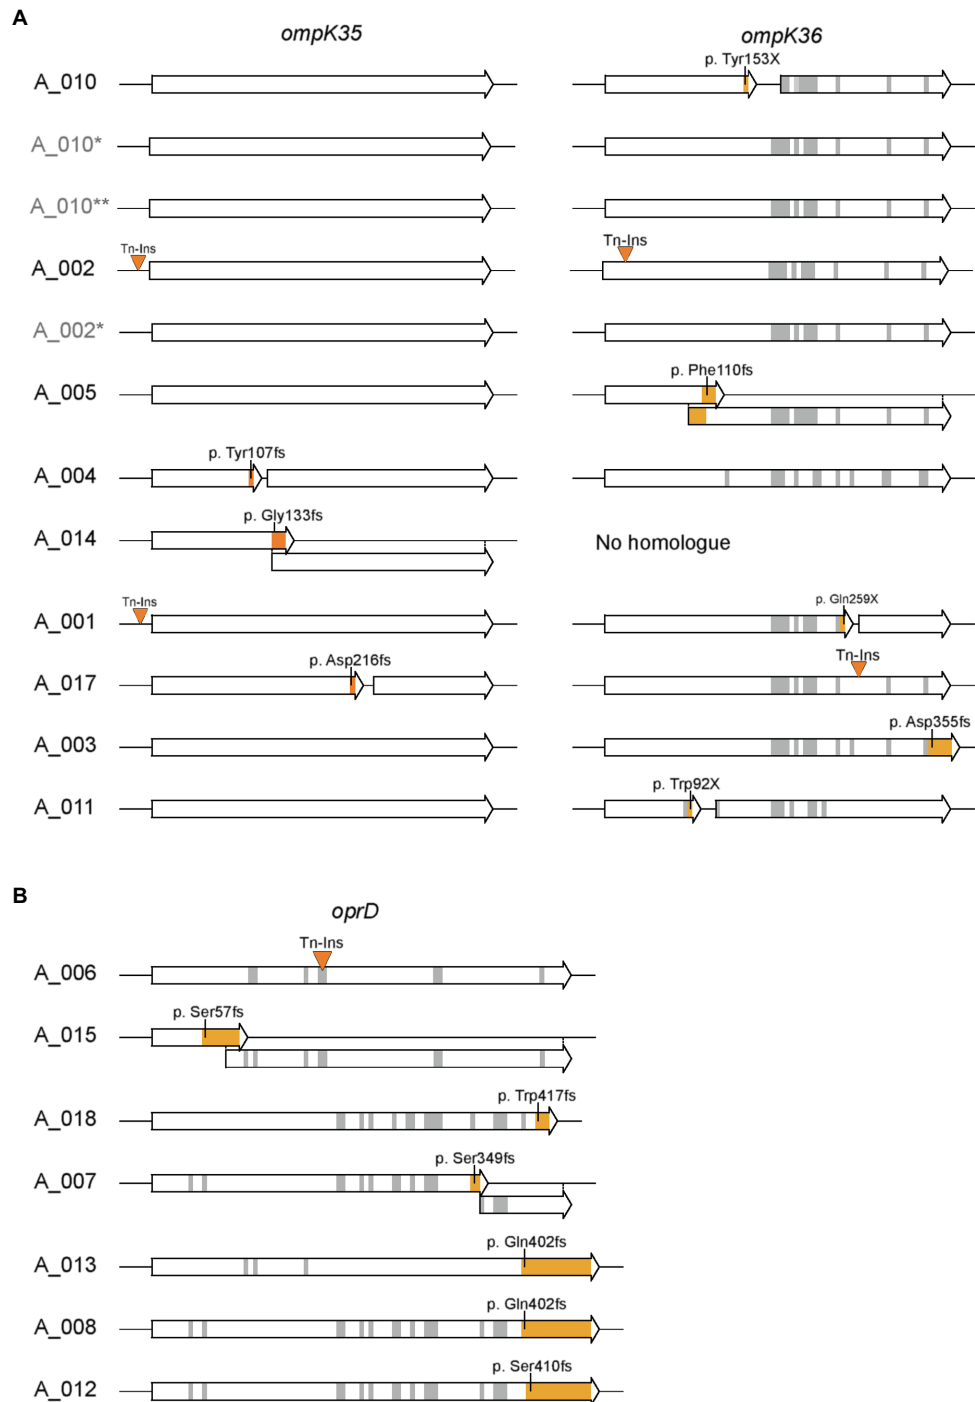 A
ompK35 ompK36
A_010 p. Tyr153X
A_010*
A_010**
A_002 Tn-Ins Tn-Ins
A_002*
A_005 p. Phe110fs
A_004 p. Tyr107fs
A_014 p. Gly133fs No homologue
A_001 Tn-Ins p. Gln259X
A_017 p. Asp216fs Tn-Ins
A_003 p. Asp355fs
A_011 p. Trp92X
B
oprD
A_006 Tn-Ins
A_015 p. Ser57fs
A_018 p. Trp417fs
A_007 p. Ser349fs
A_013 p. Gln402fs
A_008 p. Gln402fs
A_012 p. Ser410fs